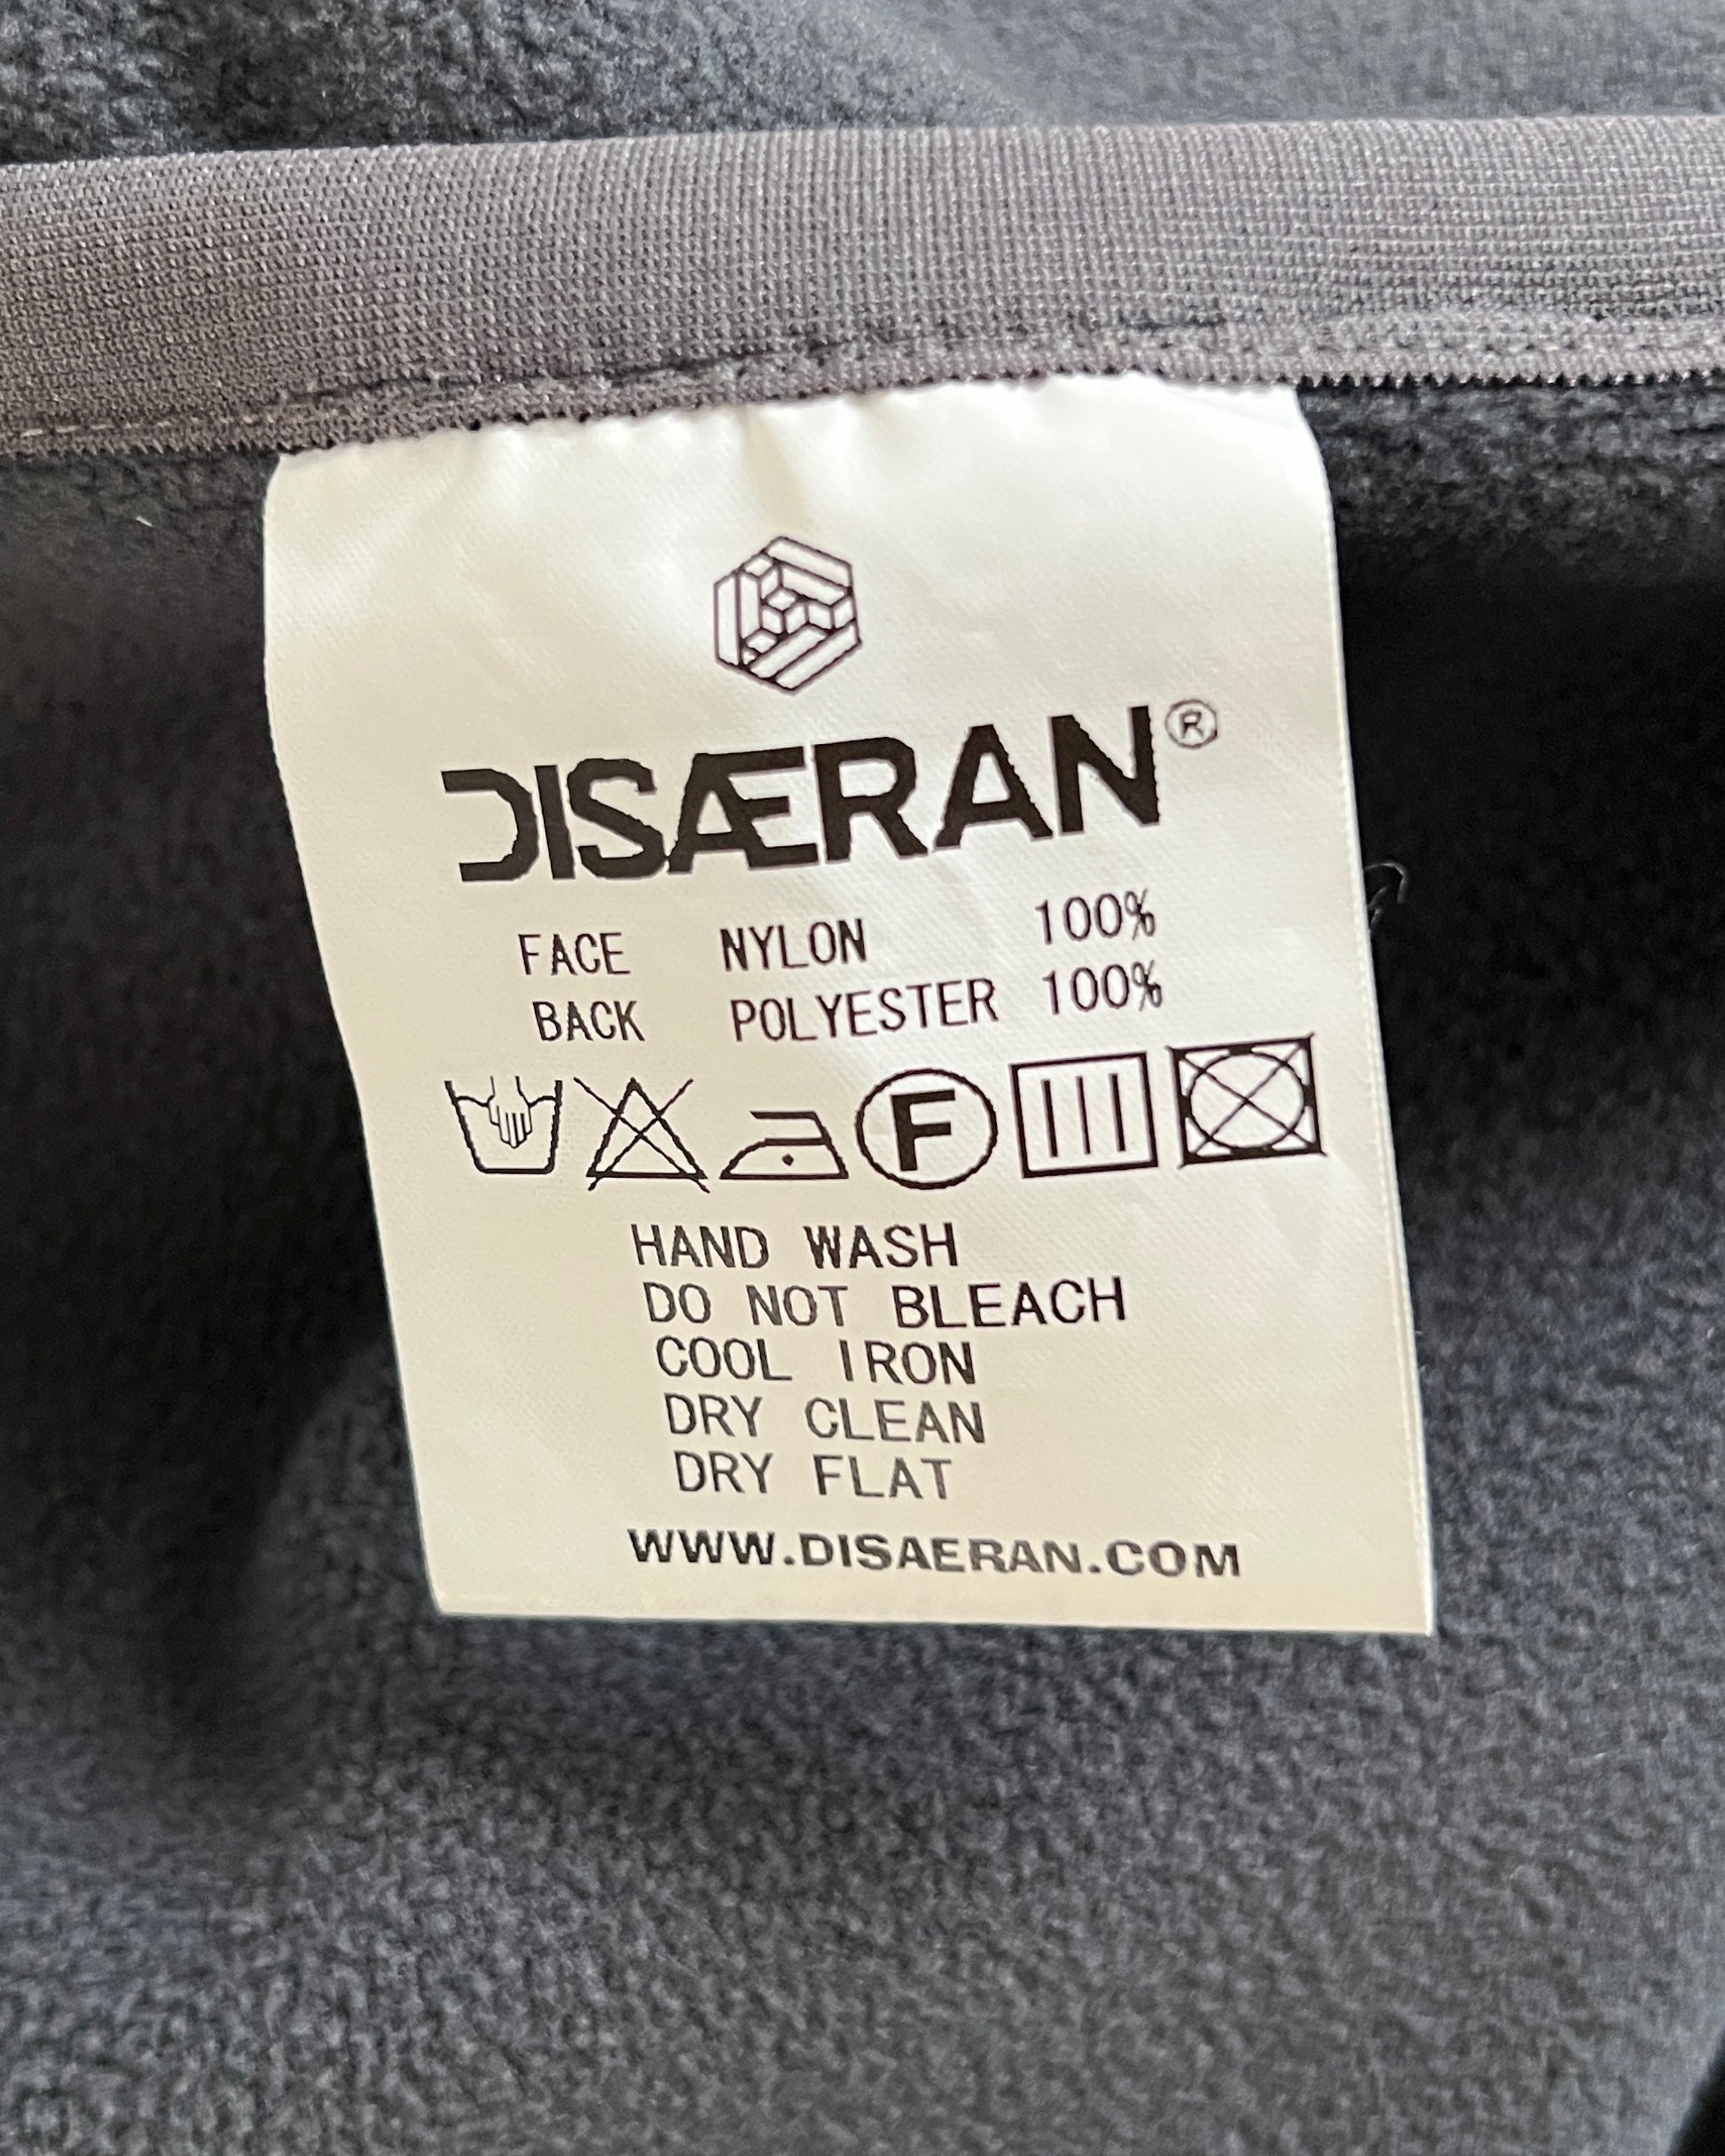 DISÆRAN®
FACE NYLON 100%
BACK POLYESTER 100%
F
HAND WASH
DO NOT BLEACH
COOL IRON
DRY CLEAN
DRY FLAT
WWW.DISAERAN.COM